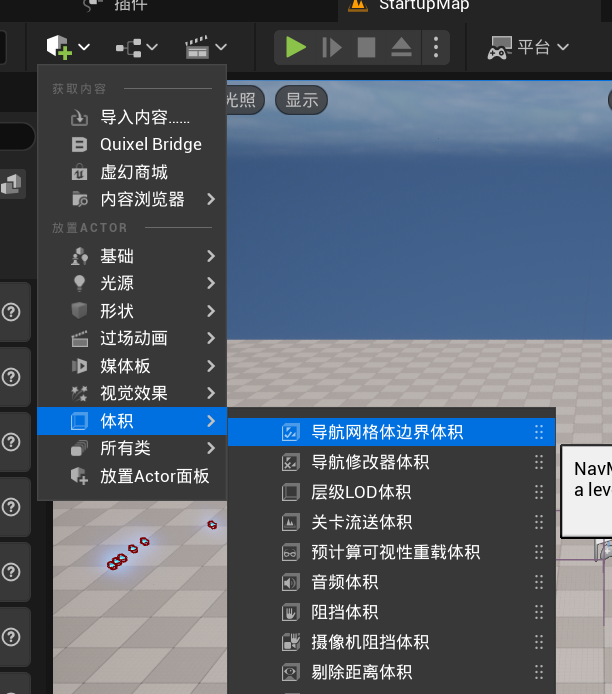 插件
StartupMap
平台
光照
显示
获取内容
导入内容......
Quixel Bridge
虚幻商城
内容浏览器
放置ACTOR
基础
光源
形状
过场动画
媒体板
视觉效果
体积
所有类
放置Actor面板
导航网格体边界体积
导航修改器体积
层级LOD体积
关卡流送体积
预计算可视性重载体积
音频体积
阻挡体积
摄像机阻挡体积
剔除距离体积
NavM
a lev